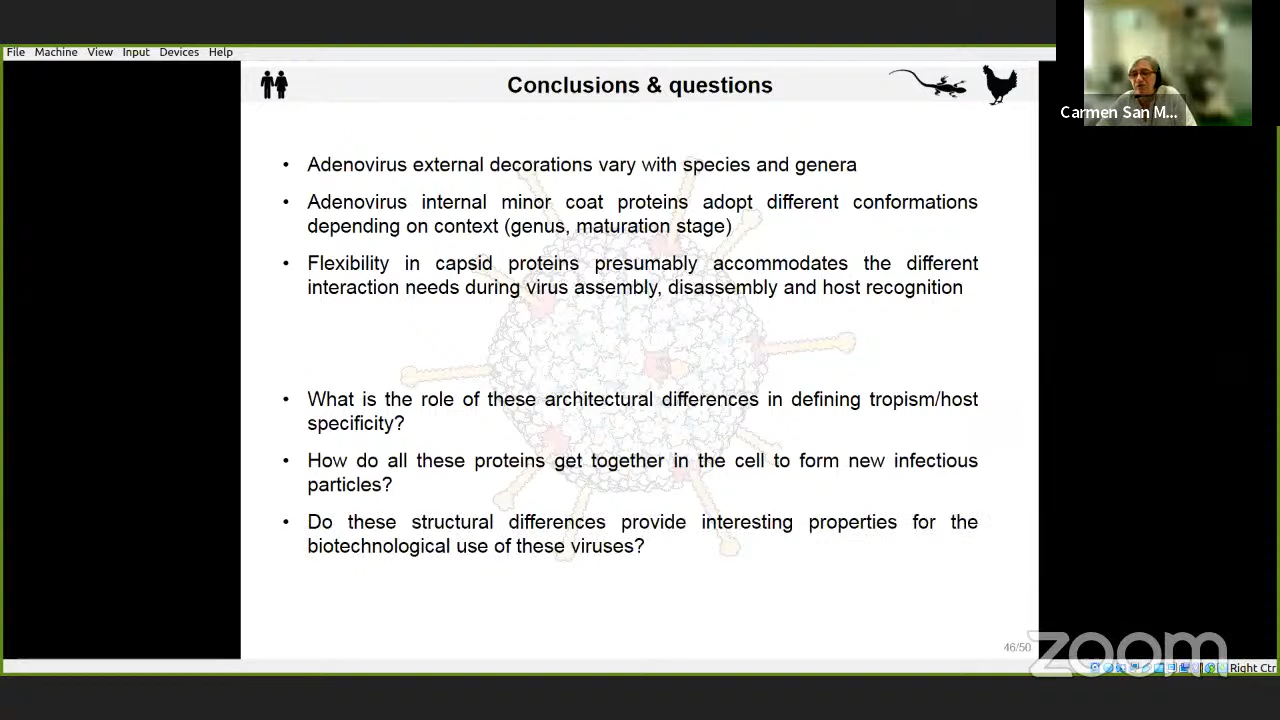 File Machine View Input Devices Help
Conclusions & questions
Carmen San M...
• Adenovirus external decorations vary with species and genera
• Adenovirus internal minor coat proteins adopt different conformations
depending on context (genus, maturation stage)
• Flexibility in capsid proteins presumably accommodates the different
interaction needs during virus assembly, disassembly and host recognition
• What is the role of these architectural differences in defining tropism/host
specificity?
• How do all these proteins get together in the cell to form new infectious
particles?
• Do these structural differences provide interesting properties for the
biotechnological use of these viruses?
46/50
zoom
Right Ctr